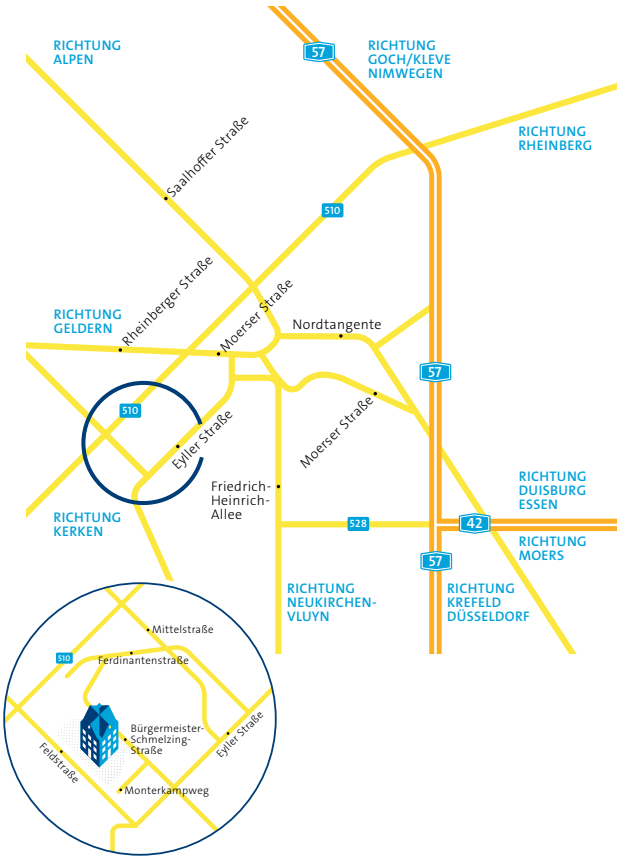 RICHTUNG
ALPEN
57
RICHTUNG
GOCH/KLEVE
NIMWEGEN
RICHTUNG
RHEINBERG
Saalhoffer Straße
510
Rheinberger Straße
Moerser Straße
RICHTUNG
GELDERN
Nordtangente
57
510
Eyller Straße
Moerser Straße
Friedrich-
Heinrich-
Allee
RICHTUNG
KERKEN
528
42
RICHTUNG
DUISBURG
ESSEN
RICHTUNG
MOERS
57
RICHTUNG
NEUKIRCHEN-
VLUYN
RICHTUNG
KREFELD
DÜSSELDORF
Mittelstraße
510
Ferdinantenstraße
Bürgermeister-
Schmelzing-
Straße
Eyller Straße
Feldstraße
Monterkampweg